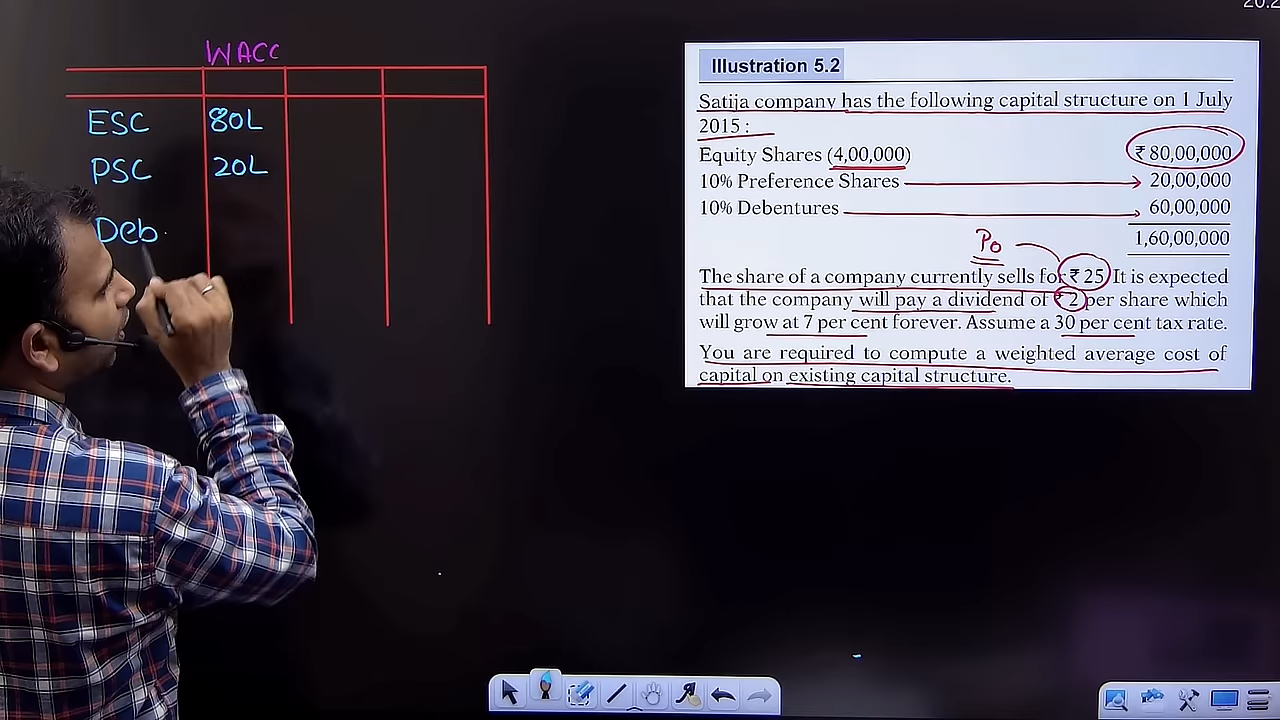 20:2
WACC
ESC 80L
PSC 20L
Deb
Illustration 5.2
Satija company has the following capital structure on 1 July
2015 :
Equity Shares (4,00,000) ₹ 80,00,000
10% Preference Shares 20,00,000
10% Debentures 60,00,000
1,60,00,000
P0
The share of a company currently sells for ₹ 25. It is expected
that the company will pay a dividend of ₹ 2 per share which
will grow at 7 per cent forever. Assume a 30 per cent tax rate.
You are required to compute a weighted average cost of
capital on existing capital structure.